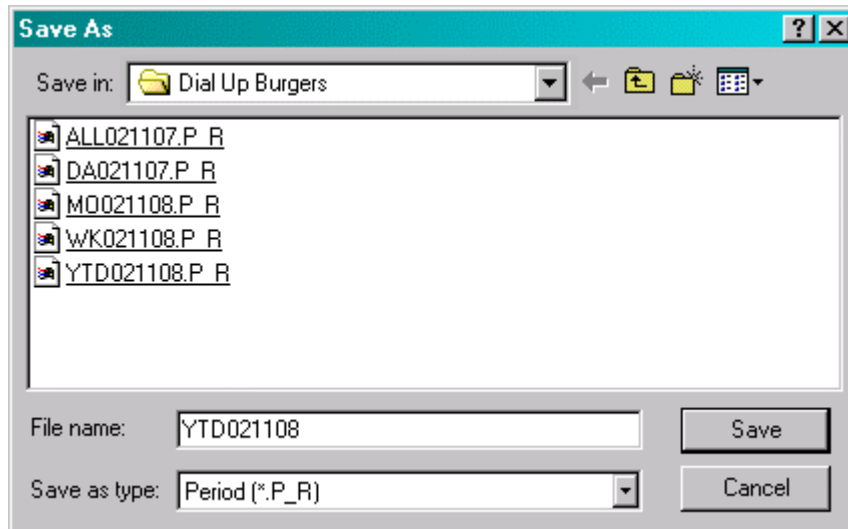 Save As
Save in: Dial Up Burgers
ALL021107.P_R
DA021107.P_R
MO021108.P_R
WK021108.P_R
YTD021108.P_R
File name: YTD021108 Save
Save as type: Period (*.P_R) Cancel